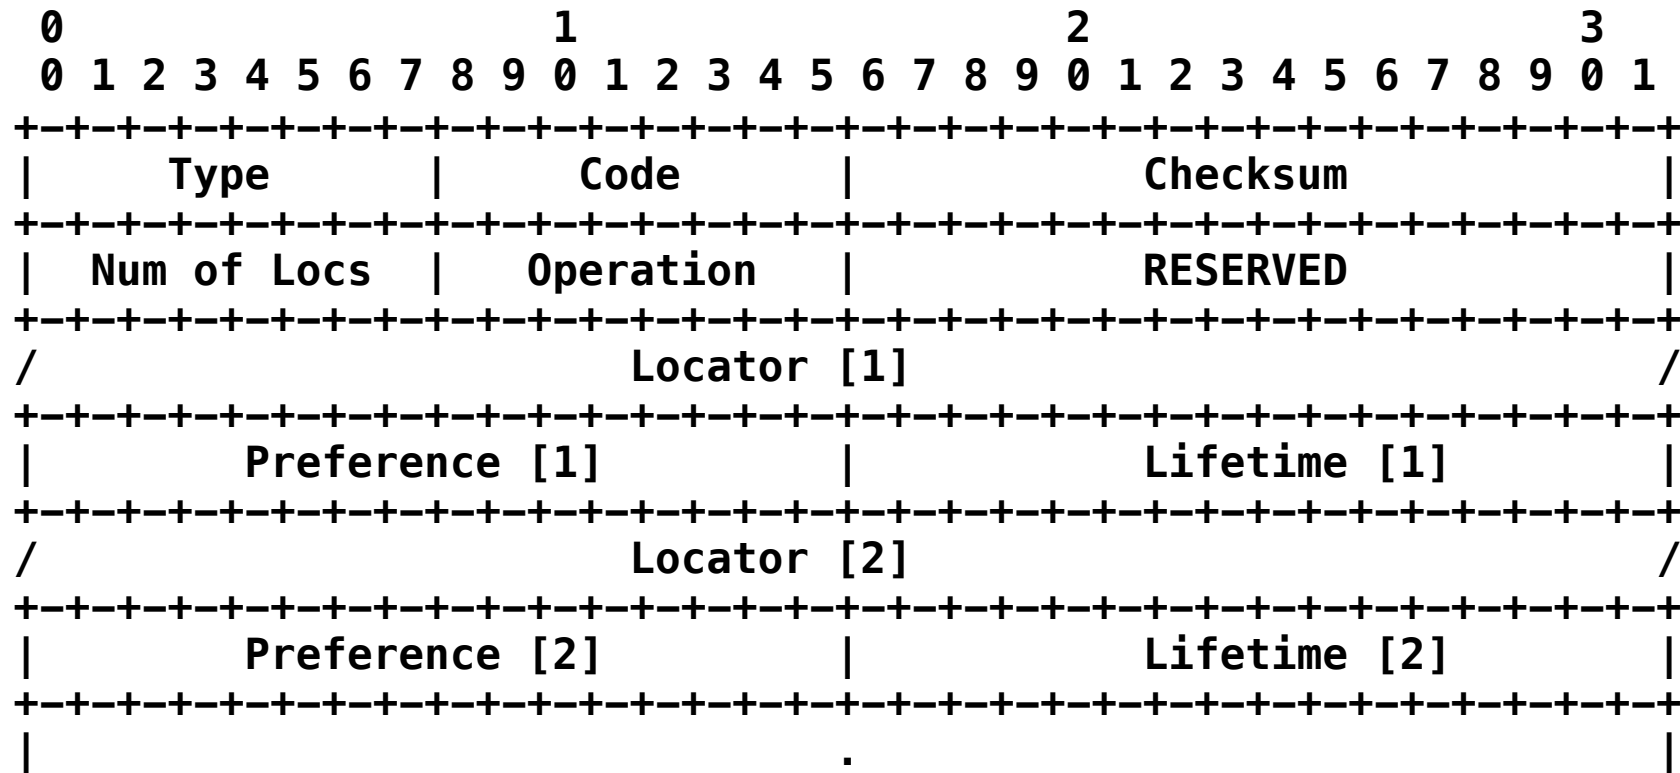 0                   1                   2                   3
 0 1 2 3 4 5 6 7 8 9 0 1 2 3 4 5 6 7 8 9 0 1 2 3 4 5 6 7 8 9 0 1
+-+-+-+-+-+-+-+-+-+-+-+-+-+-+-+-+-+-+-+-+-+-+-+-+-+-+-+-+-+-+-+-+
|     Type      |     Code      |           Checksum            |
+-+-+-+-+-+-+-+-+-+-+-+-+-+-+-+-+-+-+-+-+-+-+-+-+-+-+-+-+-+-+-+-+
|  Num of Locs  |   Operation   |           RESERVED            |
+-+-+-+-+-+-+-+-+-+-+-+-+-+-+-+-+-+-+-+-+-+-+-+-+-+-+-+-+-+-+-+-+
/                       Locator [1]                             /
+-+-+-+-+-+-+-+-+-+-+-+-+-+-+-+-+-+-+-+-+-+-+-+-+-+-+-+-+-+-+-+-+
|        Preference [1]         |           Lifetime [1]        |
+-+-+-+-+-+-+-+-+-+-+-+-+-+-+-+-+-+-+-+-+-+-+-+-+-+-+-+-+-+-+-+-+
/                       Locator [2]                             /
+-+-+-+-+-+-+-+-+-+-+-+-+-+-+-+-+-+-+-+-+-+-+-+-+-+-+-+-+-+-+-+-+
|        Preference [2]         |           Lifetime [2]        |
+-+-+-+-+-+-+-+-+-+-+-+-+-+-+-+-+-+-+-+-+-+-+-+-+-+-+-+-+-+-+-+-+
|                               .                               |